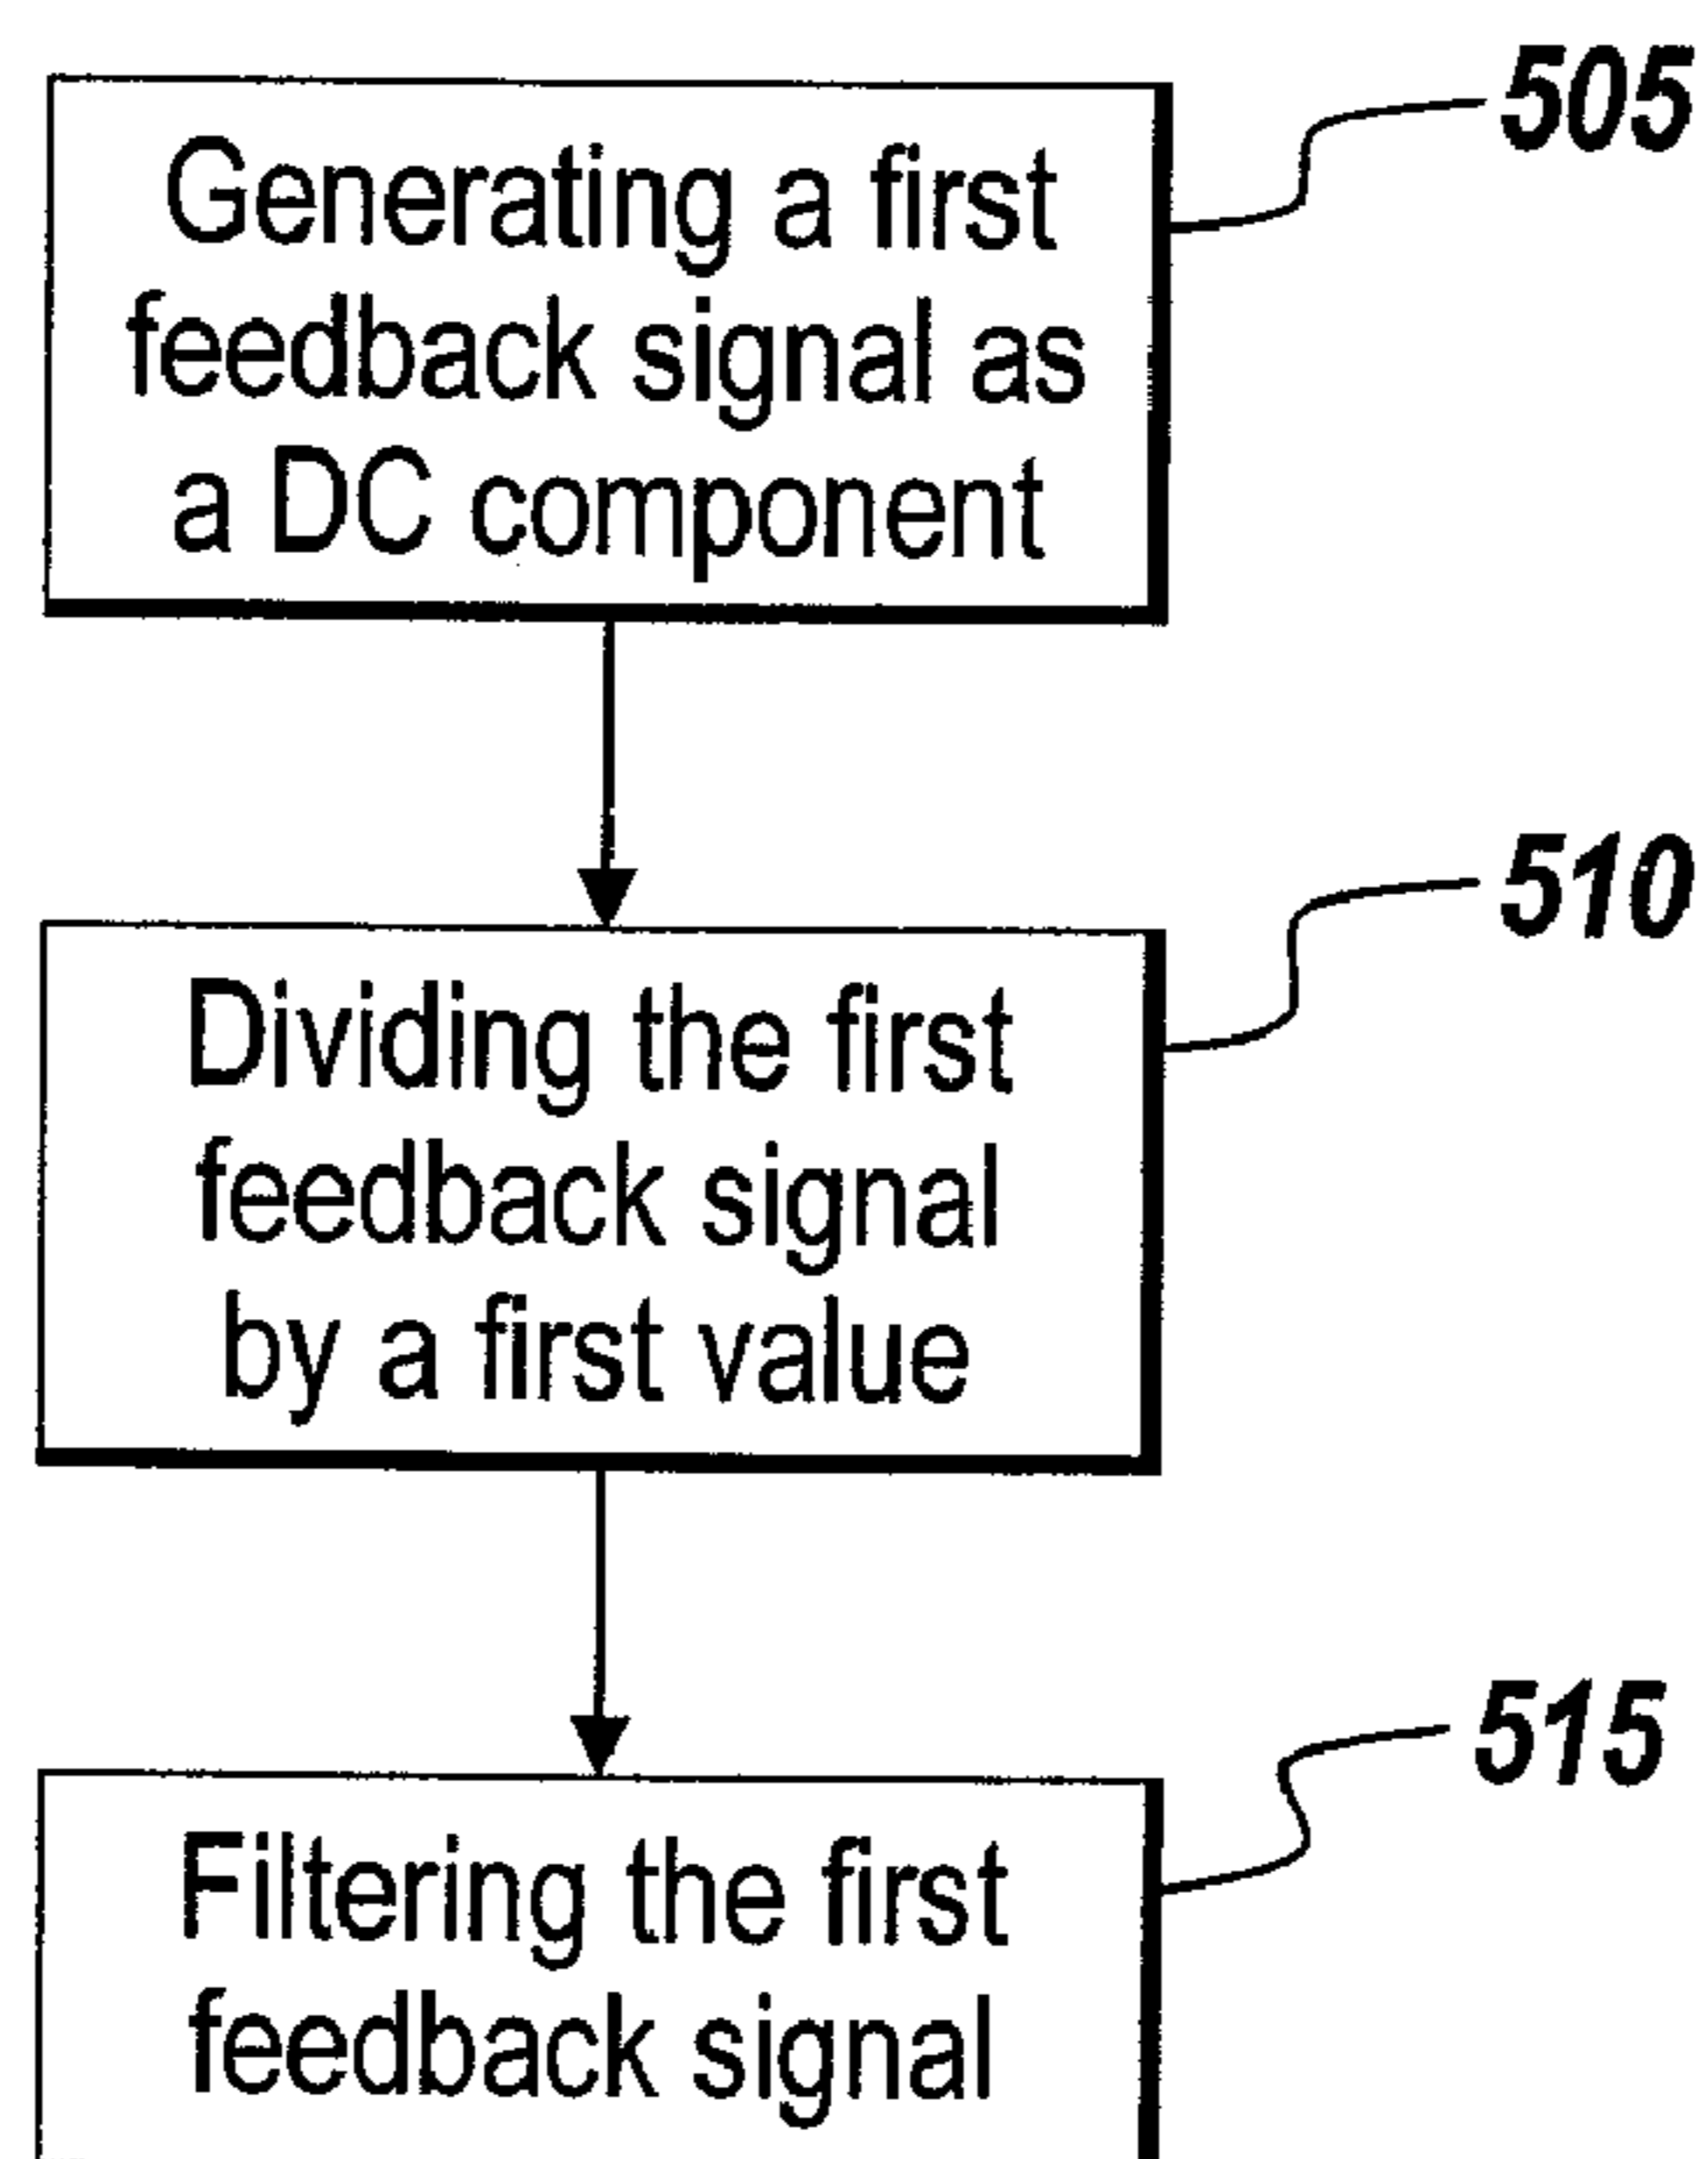 505
Generating a first
feedback signal as
a DC component
510
Dividing the first
feedback signal
by a first value
515
Filtering the first
feedback signal